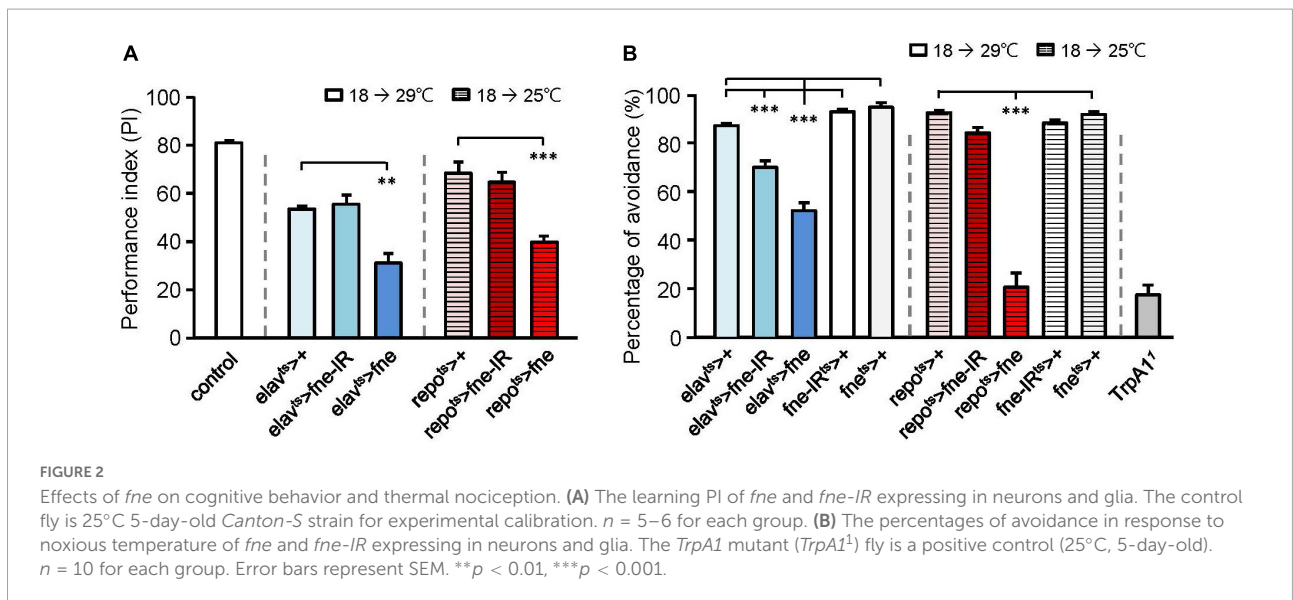 A
18 → 29℃ 18 → 25℃
Performance index (PI)
100
80
60
40
20
0
**
***
control
elavᵗˢ>+
elavᵗˢ>fne-IR
elavᵗˢ>fne
repoᵗˢ>+
repoᵗˢ>fne-IR
repoᵗˢ>fne
B
18 → 29℃ 18 → 25℃
Percentage of avoidance (%)
100
80
60
40
20
0
***
***
***
elavᵗˢ>+
elavᵗˢ>fne-IR
elavᵗˢ>fne
fne-IRᵗˢ>+
fneᵗˢ>+
repoᵗˢ>+
repoᵗˢ>fne-IR
repoᵗˢ>fne
fne-IRᵗˢ>+
fneᵗˢ>+
TrpA1¹
FIGURE 2
Effects of fne on cognitive behavior and thermal nociception. (A) The learning PI of fne and fne-IR expressing in neurons and glia. The control
fly is 25°C 5-day-old Canton-S strain for experimental calibration. n = 5–6 for each group. (B) The percentages of avoidance in response to
noxious temperature of fne and fne-IR expressing in neurons and glia. The TrpA1 mutant (TrpA1¹) fly is a positive control (25°C, 5-day-old).
n = 10 for each group. Error bars represent SEM. **p < 0.01, ***p < 0.001.